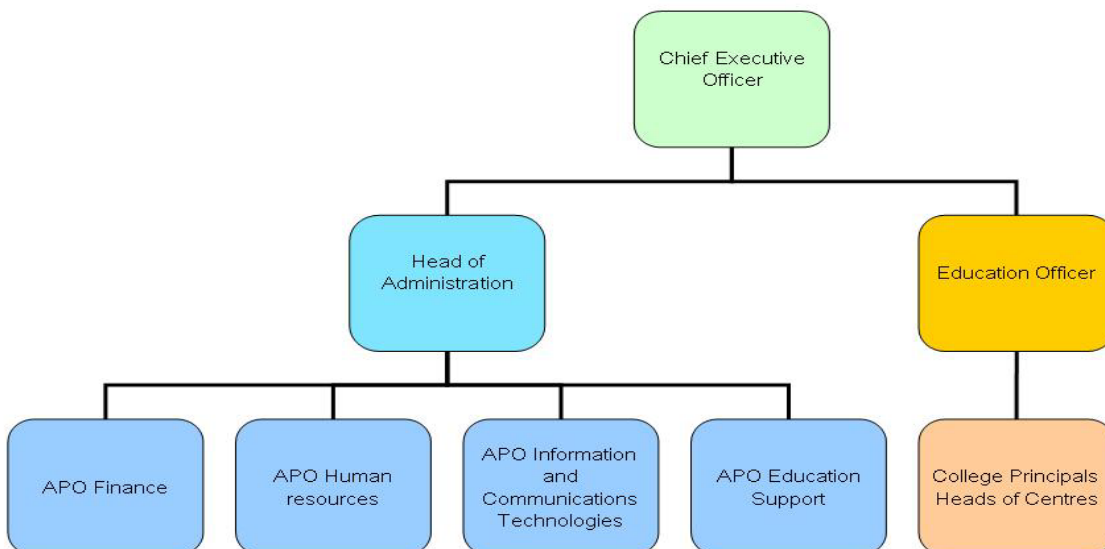 Chief Executive
Officer
Head of
Administration
Education Officer
APO Finance
APO Human
resources
APO Information
and
Communications
Technologies
APO Education
Support
College Principals
Heads of Centres